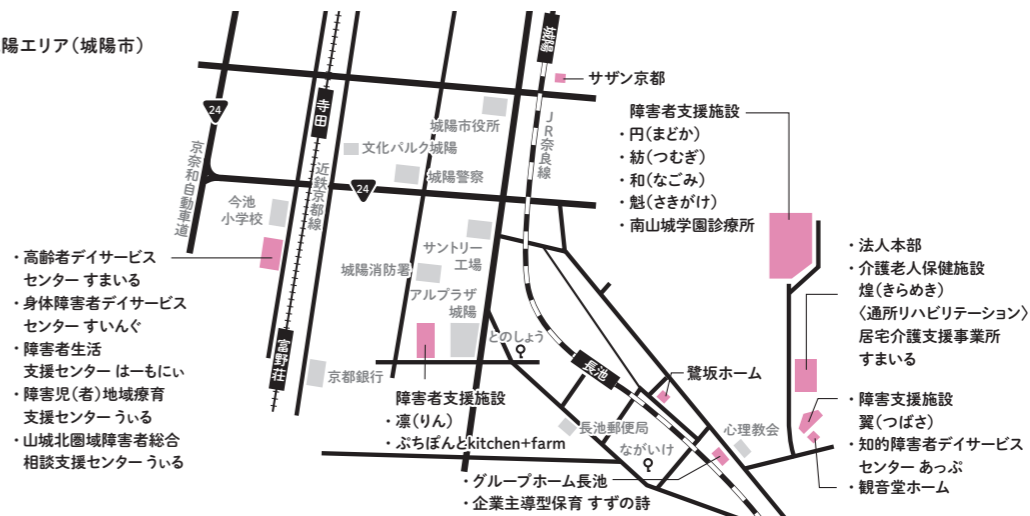 陽エリア（城陽市）
城陽
サザン京都
24
寺田
城陽市役所
文化パルク城陽
城陽警察
24
JR奈良線
京奈和自動車道
近鉄京都線
今池
小学校
障害者支援施設
・円（まどか）
・紡（つむぎ）
・和（なごみ）
・魁（さきがけ）
・南山城学園診療所
・高齢者デイサービス
センター すまいる
・身体障害者デイサービス
センター すいんぐ
・障害者生活
支援センター はーもにぃ
・障害児（者）地域療育
支援センター うぃる
・山城北圏域障害者総合
相談支援センター うぃる
サントリー
工場
城陽消防署
アルプラザ
城陽
とのしょう
富野荘
京都銀行
長池
障害者支援施設
・凛（りん）
・ぷちぽんとkitchen+farm
鷺坂ホーム
長池郵便局
ながいけ
心理教会
・グループホーム長池
・企業主導型保育 すずの詩
・法人本部
・介護老人保健施設
煌（きらめき）
〈通所リハビリテーション〉
居宅介護支援事業所
すまいる
・障害支援施設
翼（つばさ）
・知的障害者デイサービス
センター あっぷ
・観音堂ホーム